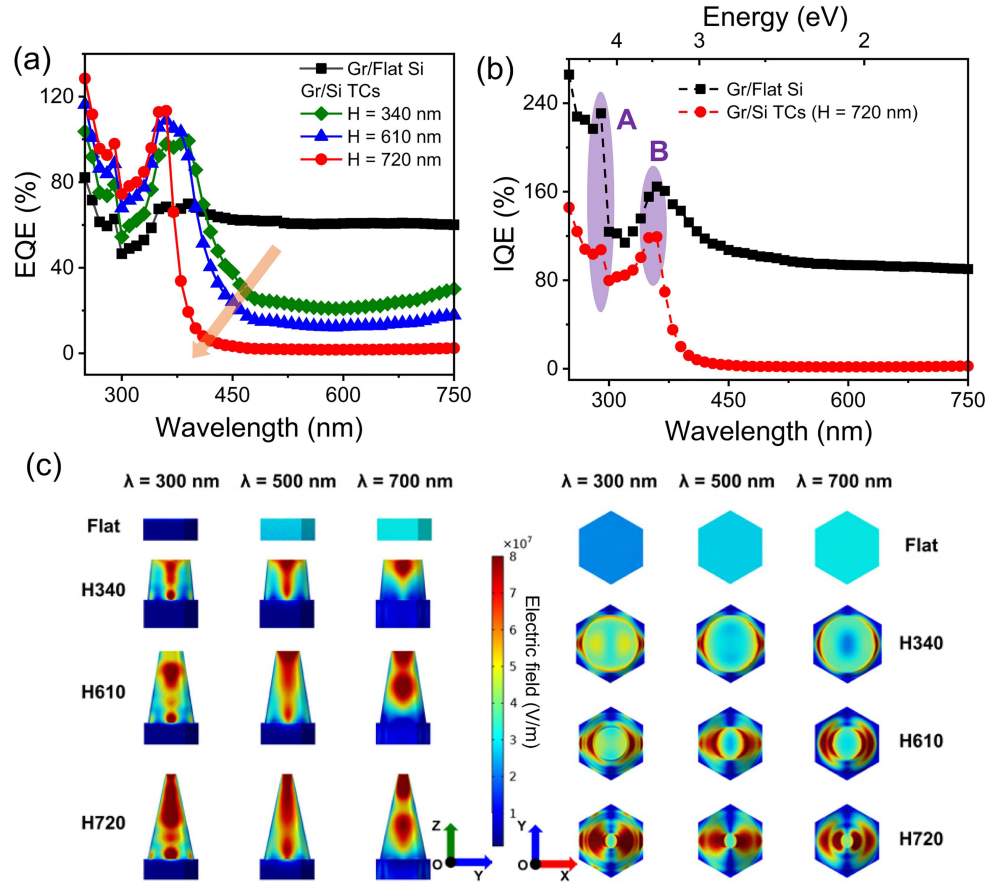 (a)
EQE (%)
120
80
40
0
300
450
600
750
Wavelength (nm)
Gr/Flat Si
Gr/Si TCs
H = 340 nm
H = 610 nm
H = 720 nm
Energy (eV)
4
3
2
(b)
IQE (%)
240
160
80
0
300
450
600
750
Wavelength (nm)
Gr/Flat Si
Gr/Si TCs (H = 720 nm)
A
B
(c)
λ = 300 nm
λ = 500 nm
λ = 700 nm
Flat
H340
H610
H720
×10⁷
8
7
6
5
4
3
2
1
Electric field (V/m)
Z
O
Y
λ = 300 nm
λ = 500 nm
λ = 700 nm
Flat
H340
H610
H720
Y
O
X